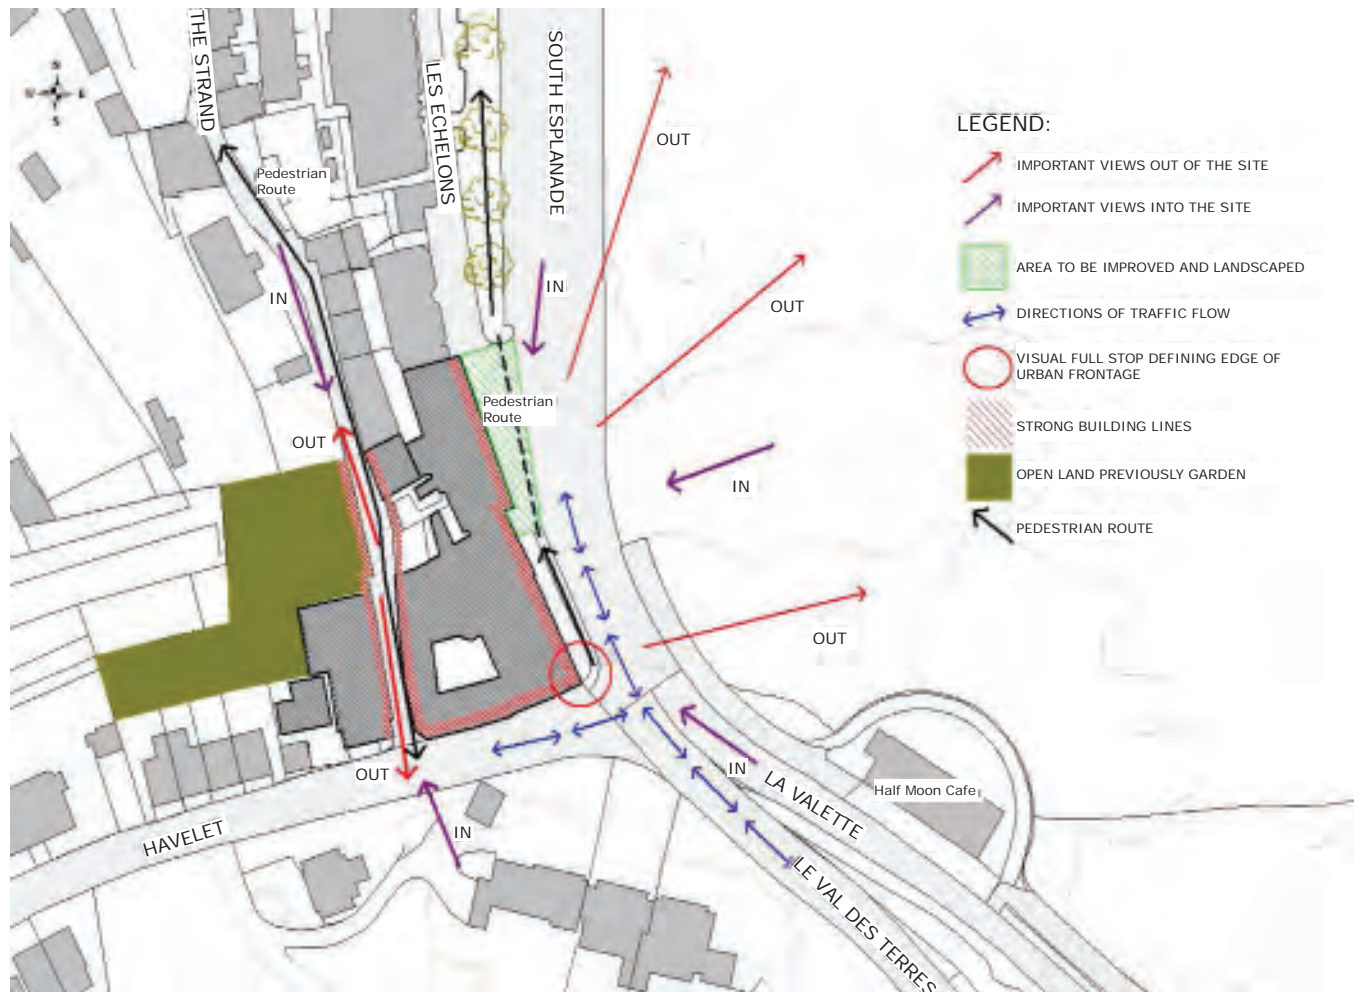 THE STRAND
LES ECHELONS
SOUTH ESPLANADE
Pedestrian
Route
OUT
IN
IN
OUT
Pedestrian
Route
OUT
IN
OUT
OUT
IN
IN
HAVELET
LA VALETTE
Half Moon Cafe
LE VAL DES TERRES
LEGEND:
IMPORTANT VIEWS OUT OF THE SITE
IMPORTANT VIEWS INTO THE SITE
AREA TO BE IMPROVED AND LANDSCAPED
DIRECTIONS OF TRAFFIC FLOW
VISUAL FULL STOP DEFINING EDGE OF
URBAN FRONTAGE
STRONG BUILDING LINES
OPEN LAND PREVIOUSLY GARDEN
PEDESTRIAN ROUTE